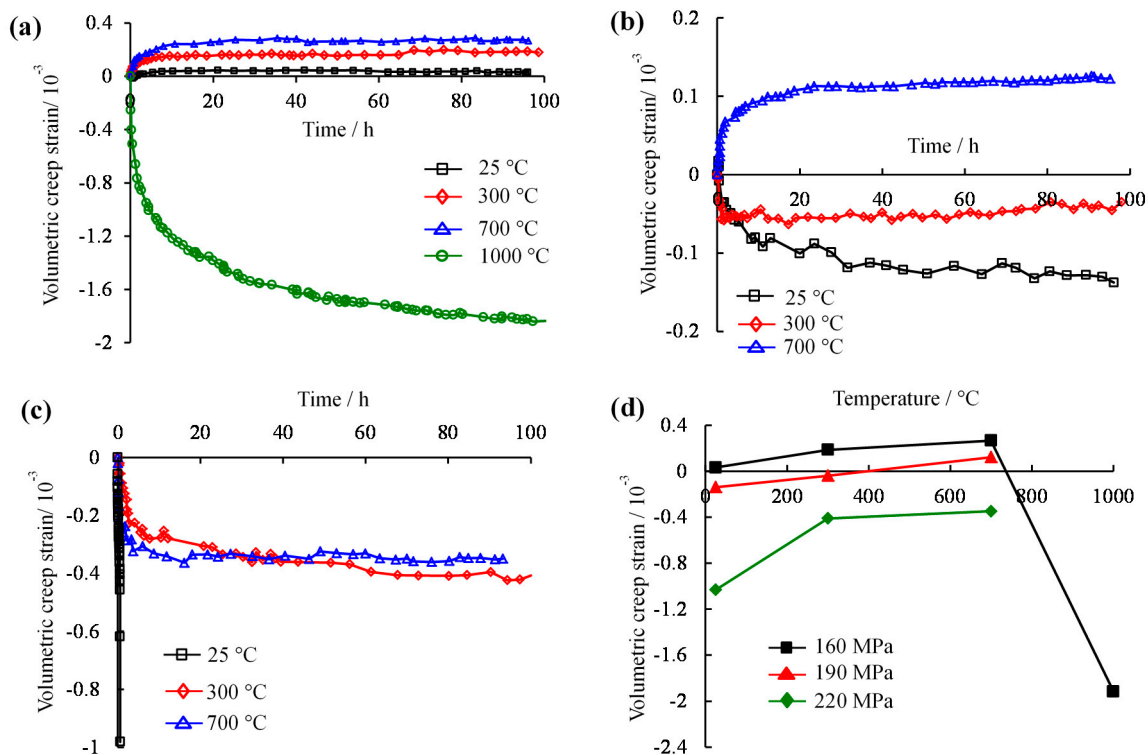 (a)
0.4
0
-0.4
-0.8
-1.2
-1.6
-2
0 20 40 60 80 100
Time / h
Volumetric creep strain/ 10⁻³
25 °C
300 °C
700 °C
1000 °C
(b)
0.2
0.1
0
-0.1
-0.2
0 20 40 60 80 100
Time / h
Volumetric creep strain/ 10⁻³
25 °C
300 °C
700 °C
(c)
Time / h
0 20 40 60 80 100
0
-0.2
-0.4
-0.6
-0.8
-1
Volumetric creep strain/ 10⁻³
25 °C
300 °C
700 °C
(d)
Temperature / °C
0.4
0
-0.4
-0.8
-1.2
-1.6
-2
-2.4
0 200 400 600 800 1000
Volumetric creep strain / 10⁻³
160 MPa
190 MPa
220 MPa